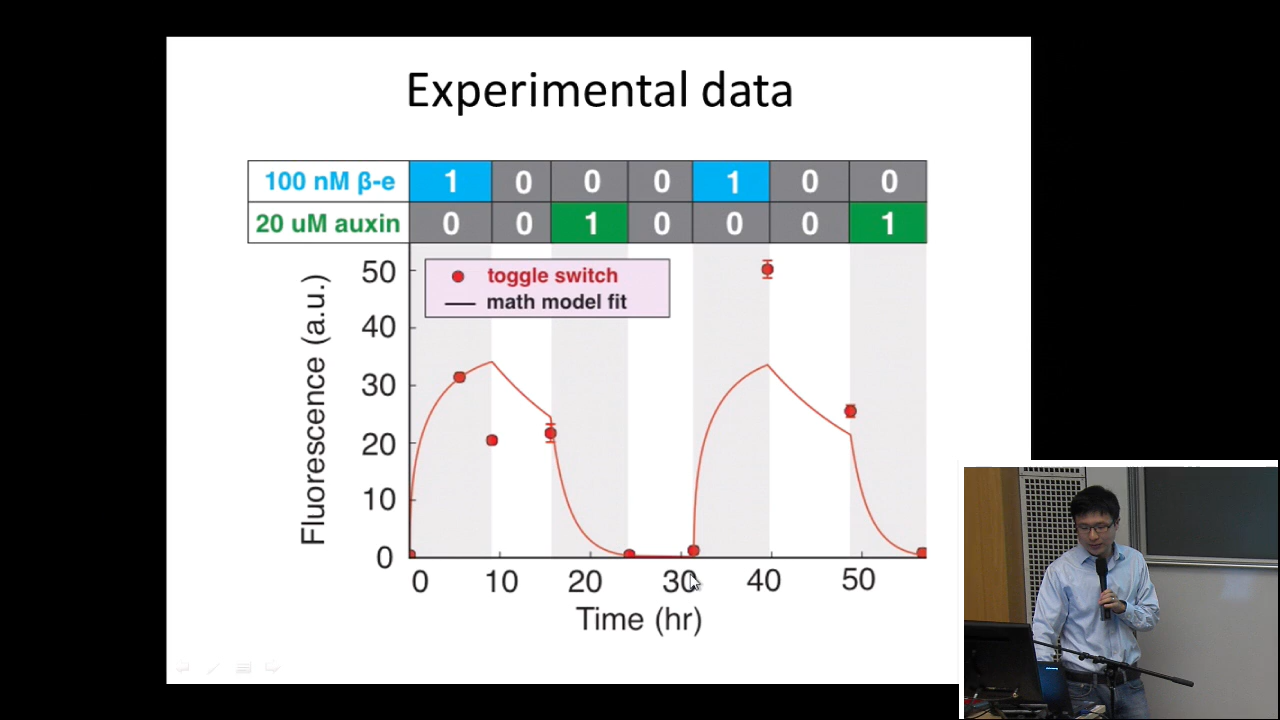 Experimental data
100 nM β-e 1 0 0 0 1 0 0
20 uM auxin 0 0 1 0 0 0 1
toggle switch
math model fit
Fluorescence (a.u.)
50
40
30
20
10
0
0 10 20 30 40 50
Time (hr)